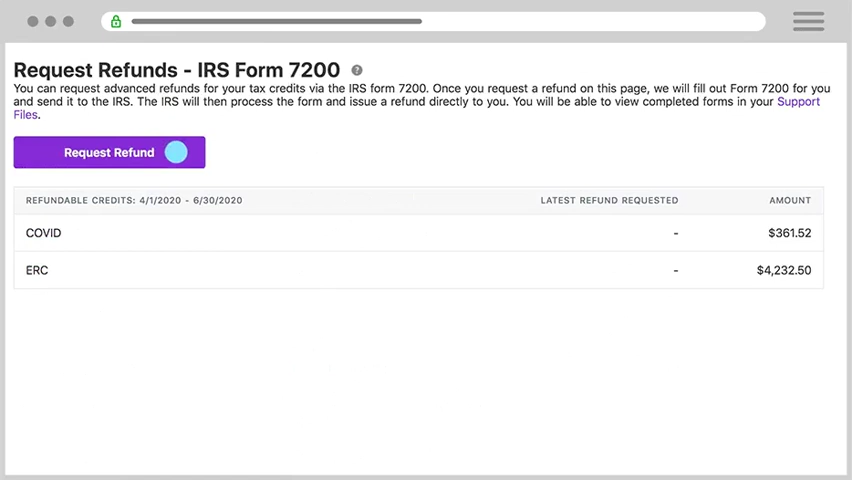 Request Refunds - IRS Form 7200 ?
You can request advanced refunds for your tax credits via the IRS form 7200. Once you request a refund on this page, we will fill out Form 7200 for you
and send it to the IRS. The IRS will then process the form and issue a refund directly to you. You will be able to view completed forms in your Support
Files.
Request Refund
REFUNDABLE CREDITS: 4/1/2020 - 6/30/2020 LATEST REFUND REQUESTED AMOUNT
COVID - $361.52
ERC - $4,232.50